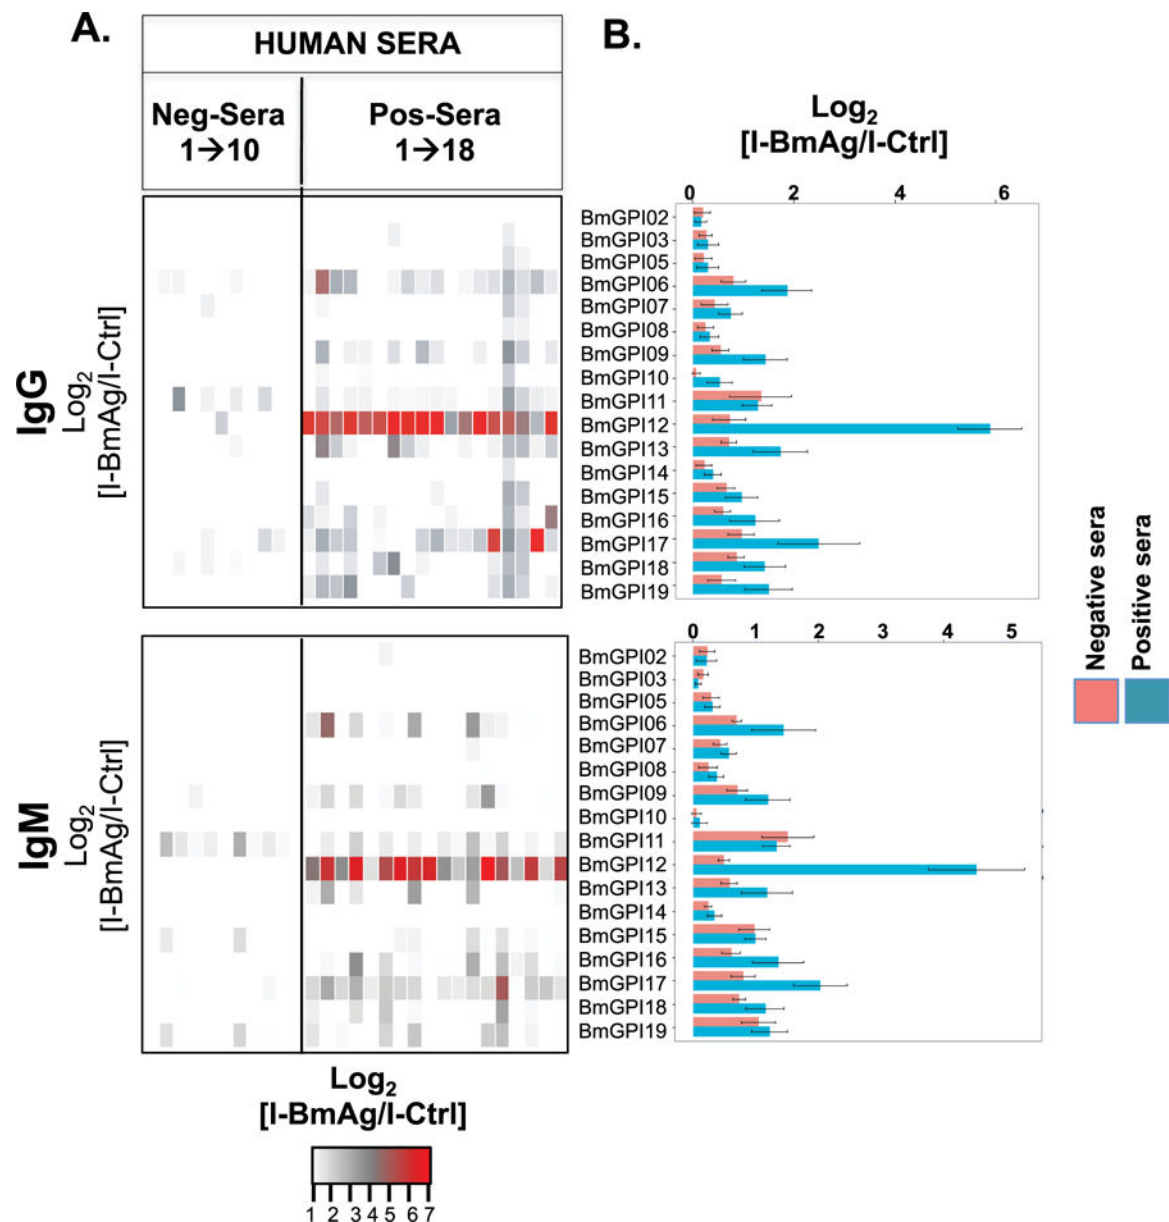 A.
HUMAN SERA
Neg-Sera
1→10
Pos-Sera
1→18
IgG
Log2
[I-BmAg/I-Ctrl]
IgM
Log2
[I-BmAg/I-Ctrl]
Log2
[I-BmAg/I-Ctrl]
1 2 3 4 5 6 7
B.
Log2
[I-BmAg/I-Ctrl]
0 2 4 6
BmGPI02
BmGPI03
BmGPI05
BmGPI06
BmGPI07
BmGPI08
BmGPI09
BmGPI10
BmGPI11
BmGPI12
BmGPI13
BmGPI14
BmGPI15
BmGPI16
BmGPI17
BmGPI18
BmGPI19
0 1 2 3 4 5
BmGPI02
BmGPI03
BmGPI05
BmGPI06
BmGPI07
BmGPI08
BmGPI09
BmGPI10
BmGPI11
BmGPI12
BmGPI13
BmGPI14
BmGPI15
BmGPI16
BmGPI17
BmGPI18
BmGPI19
Negative sera
Positive sera